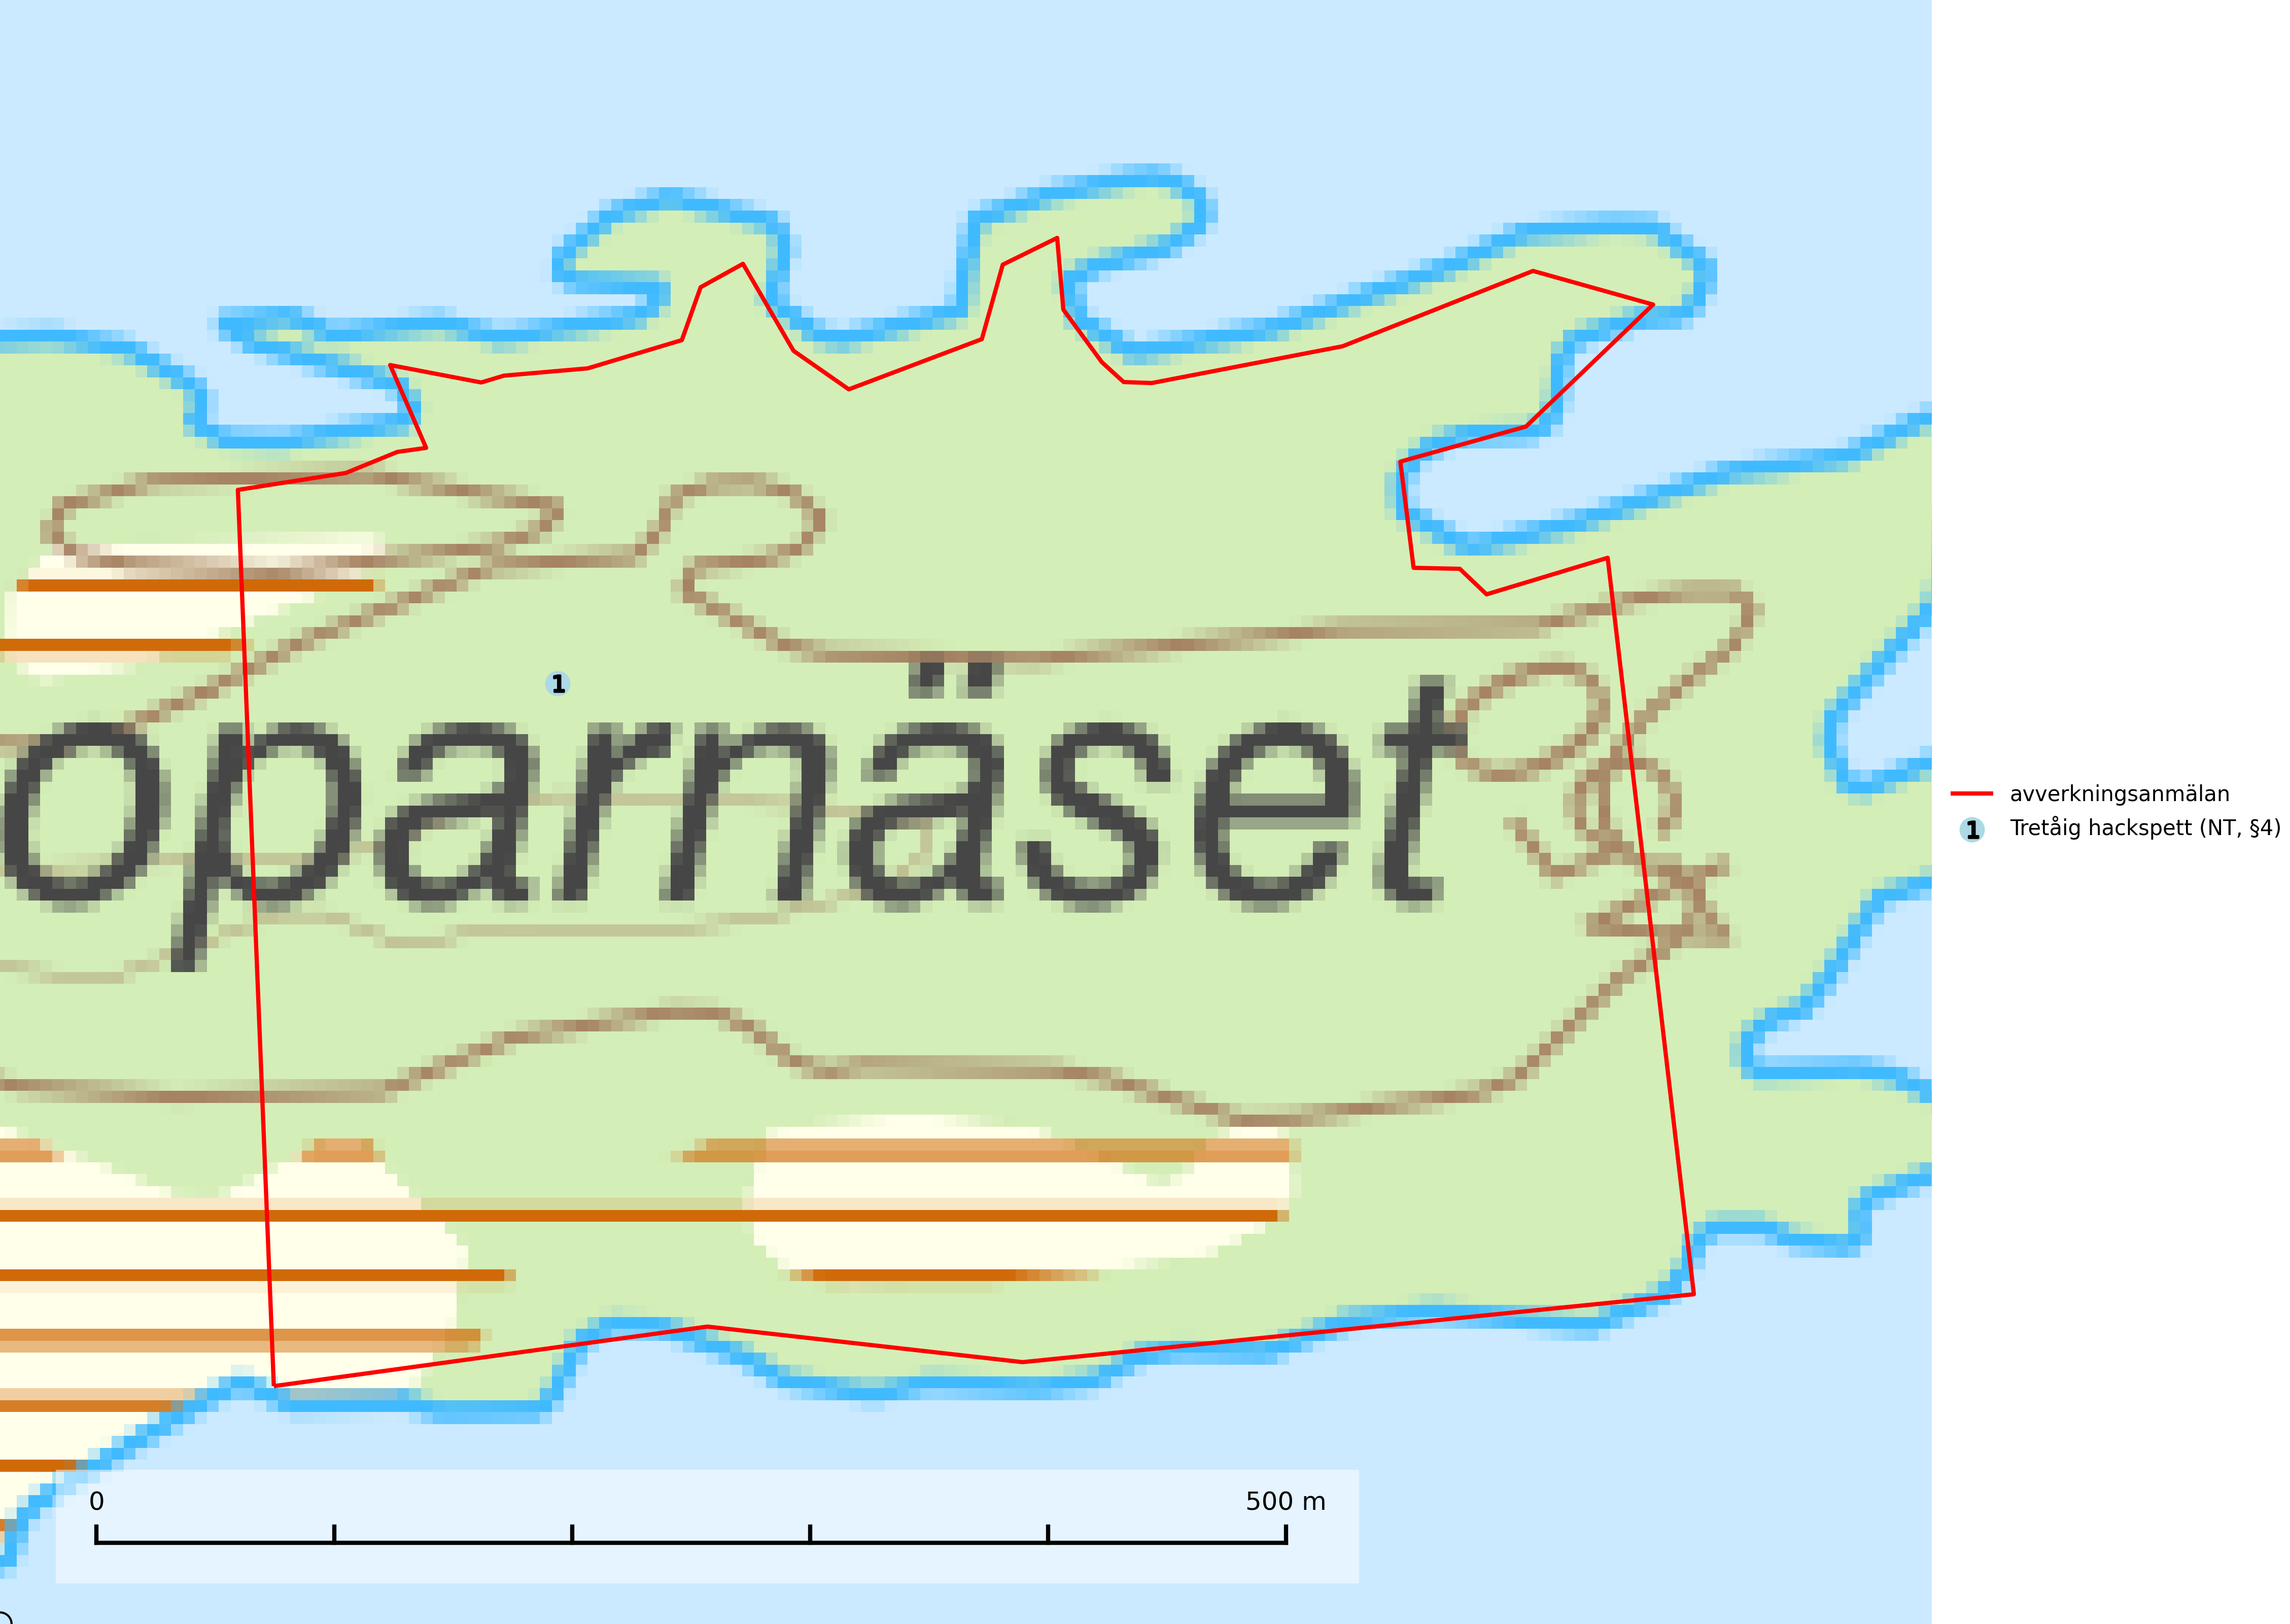 1
oparnäset
avverkningsanmälan
1 Tretåig hackspett (NT, §4)
0 500 m